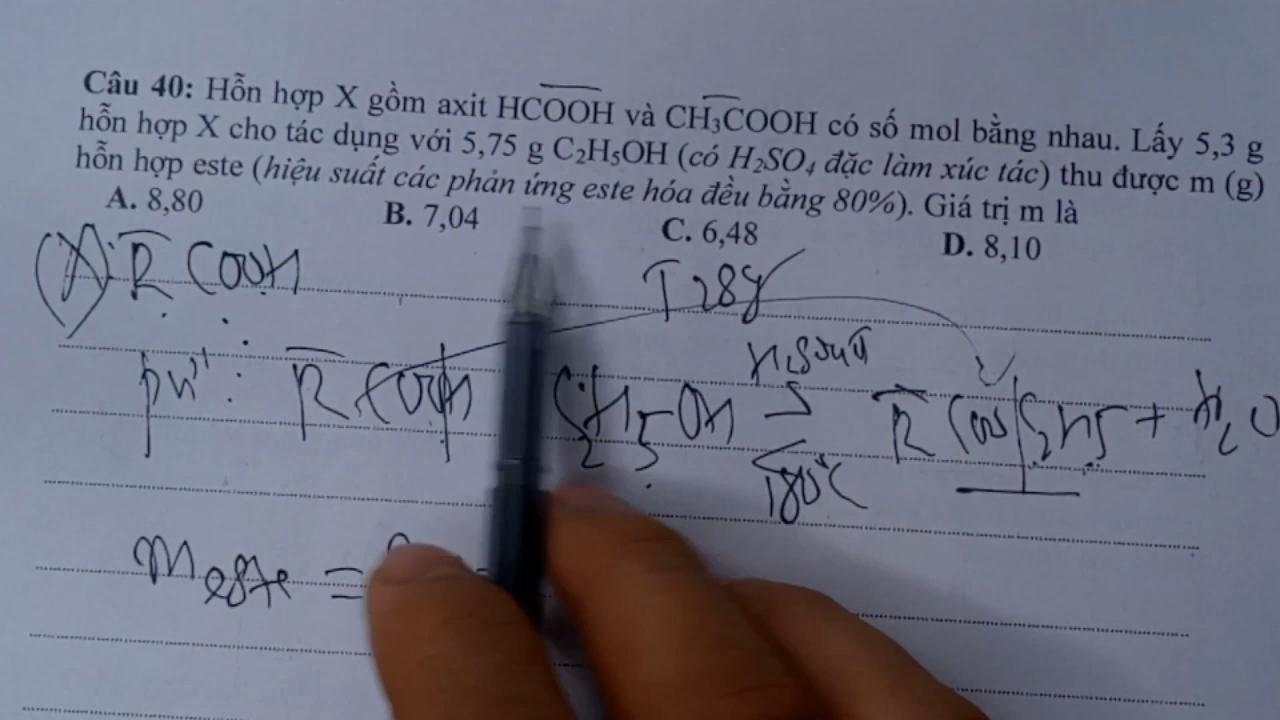 Câu 40: Hỗn hợp X gồm axit HCOOH và CH₃COOH có số mol bằng nhau. Lấy 5,3 g
hỗn hợp X cho tác dụng với 5,75 g C₂H₅OH (có H₂SO₄ đặc làm xúc tác) thu được m (g)
hỗn hợp este (hiệu suất các phản ứng este hóa đều bằng 80%). Giá trị m là
A. 8,80 B. 7,04 C. 6,48 D. 8,10
(X): R̅COOH
T 28g
pư: R̅COOH C₂H₅OH ⇌ R̅COOC₂H₅ + H₂O
m este =